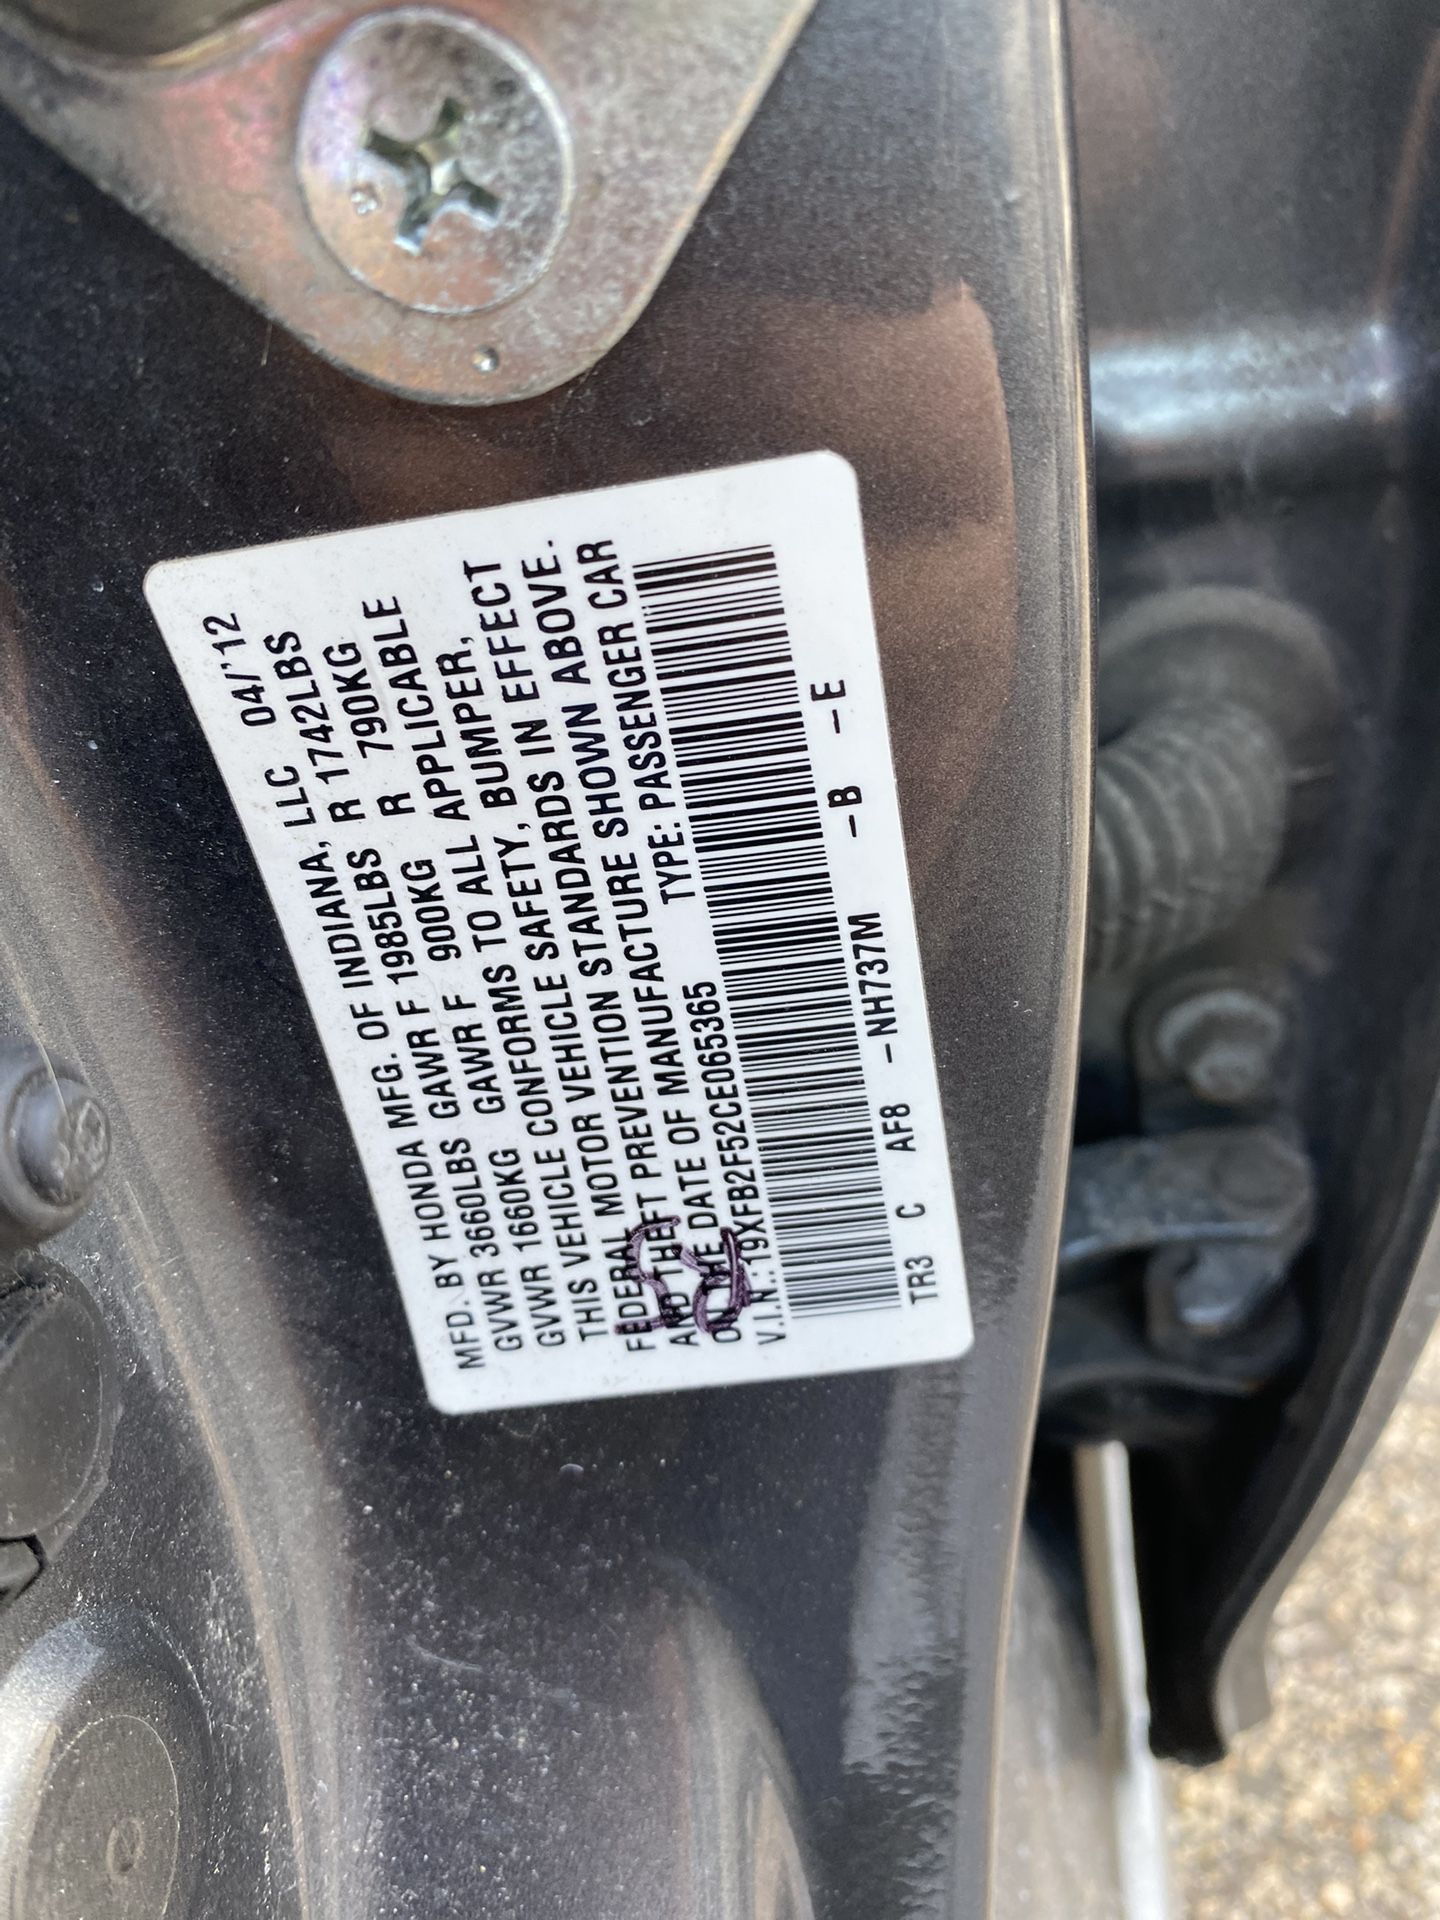 MFD. BY HONDA MFG. OF INDIANA, LLC 04/'12
GVWR 3660LBS GAWR F 1985LBS R 1742LBS
GVWR 1660KG GAWR F 900KG R 790KG
THIS VEHICLE CONFORMS TO ALL APPLICABLE
FEDERAL MOTOR VEHICLE SAFETY, BUMPER,
AND THEFT PREVENTION STANDARDS IN EFFECT
ON THE DATE OF MANUFACTURE SHOWN ABOVE.
V.I.N.: 19XFB2F52CE065365 TYPE: PASSENGER CAR
TR3 C AF8 -NH737M -B -E